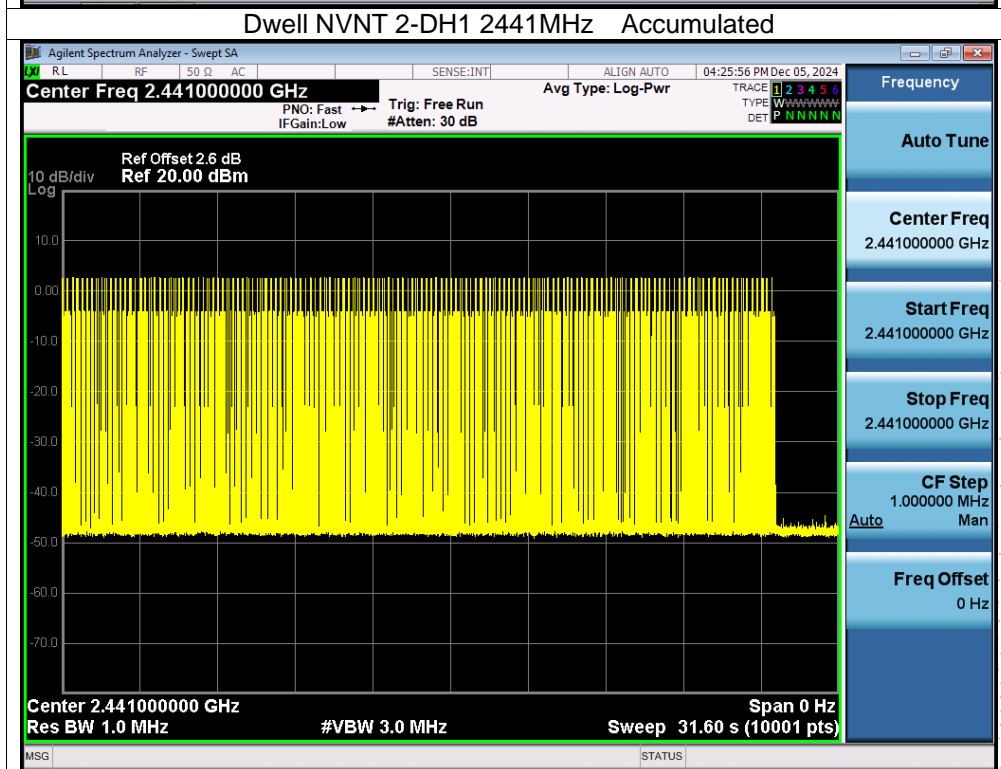 Dwell NVNT 2-DH1 2441MHz Accumulated
Agilent Spectrum Analyzer - Swept SA
LXI RL RF 50 Ω AC SENSE:INT ALIGN AUTO 04:25:56 PM Dec 05, 2024
Center Freq 2.441000000 GHz
PNO: Fast
IFGain:Low
Trig: Free Run
#Atten: 30 dB
Avg Type: Log-Pwr
TRACE 1 2 3 4 5 6
TYPE WWWWWWW
DET P N N N N N
Ref Offset 2.6 dB
10 dB/div Ref 20.00 dBm
Log
10.0
0.00
-10.0
-20.0
-30.0
-40.0
-50.0
-60.0
-70.0
Center 2.441000000 GHz Span 0 Hz
Res BW 1.0 MHz #VBW 3.0 MHz Sweep 31.60 s (10001 pts)
MSG STATUS
Frequency
Auto Tune
Center Freq
2.441000000 GHz
Start Freq
2.441000000 GHz
Stop Freq
2.441000000 GHz
CF Step
1.000000 MHz
Auto Man
Freq Offset
0 Hz